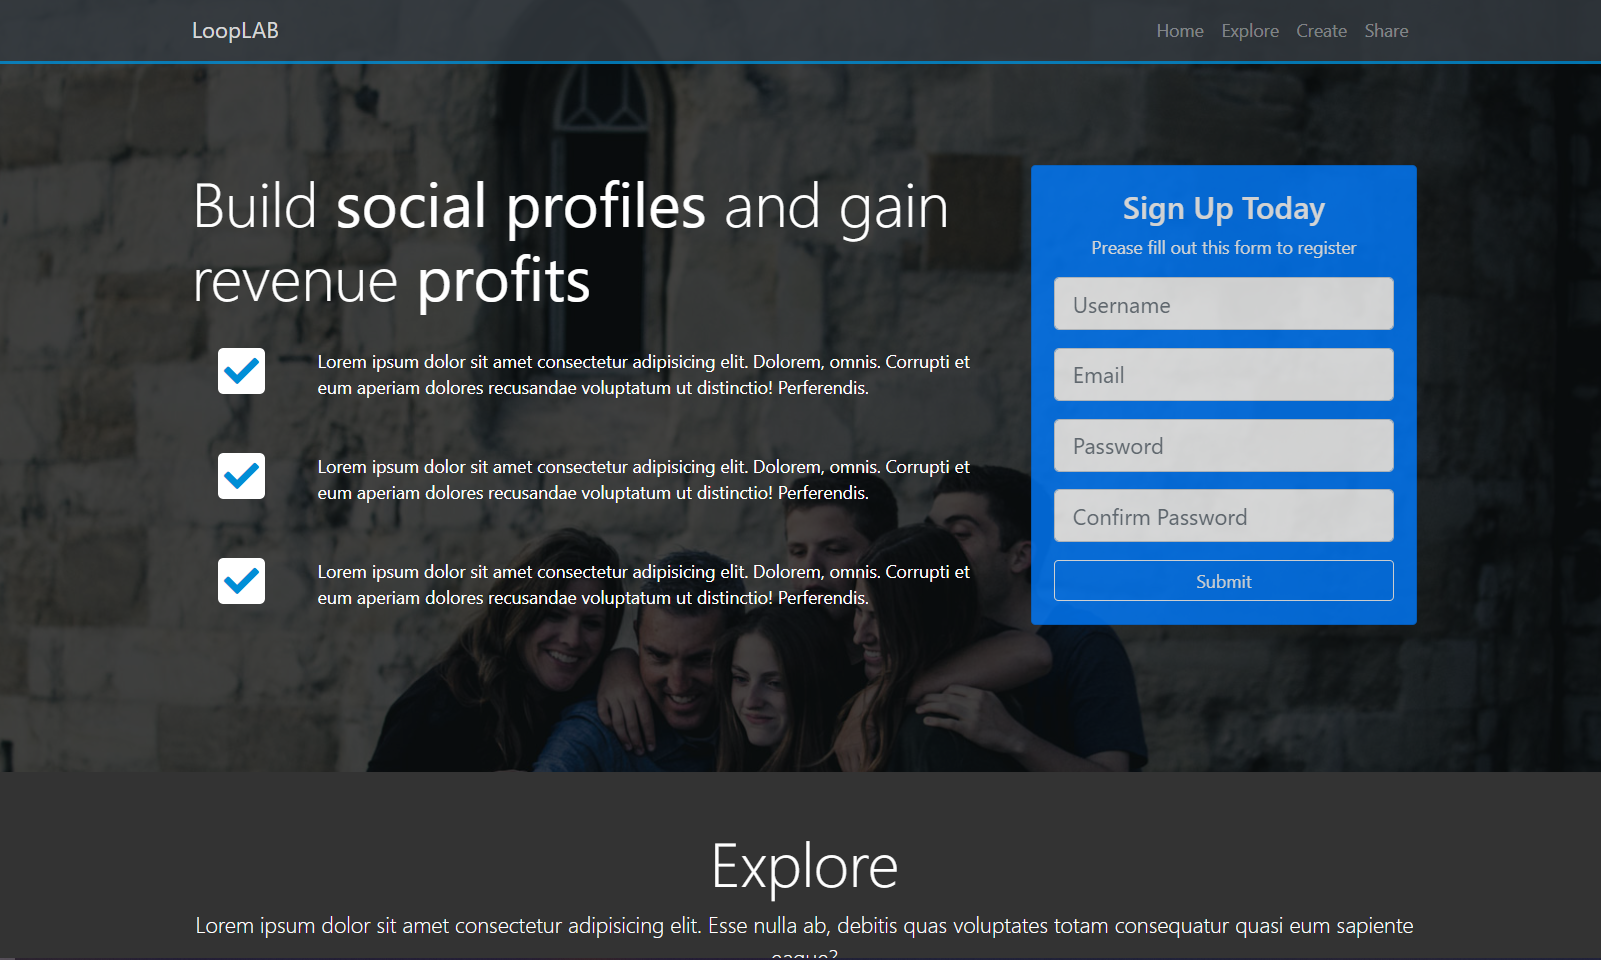 LoopLAB
Home Explore Create Share
Build social profiles and gain
revenue profits
Lorem ipsum dolor sit amet consectetur adipisicing elit. Dolorem, omnis. Corrupti et
eum aperiam dolores recusandae voluptatum ut distinctio! Perferendis.
Lorem ipsum dolor sit amet consectetur adipisicing elit. Dolorem, omnis. Corrupti et
eum aperiam dolores recusandae voluptatum ut distinctio! Perferendis.
Lorem ipsum dolor sit amet consectetur adipisicing elit. Dolorem, omnis. Corrupti et
eum aperiam dolores recusandae voluptatum ut distinctio! Perferendis.
Sign Up Today
Prease fill out this form to register
Username
Email
Password
Confirm Password
Submit
Explore
Lorem ipsum dolor sit amet consectetur adipisicing elit. Esse nulla ab, debitis quas voluptates totam consequatur quasi eum sapiente
eaque?